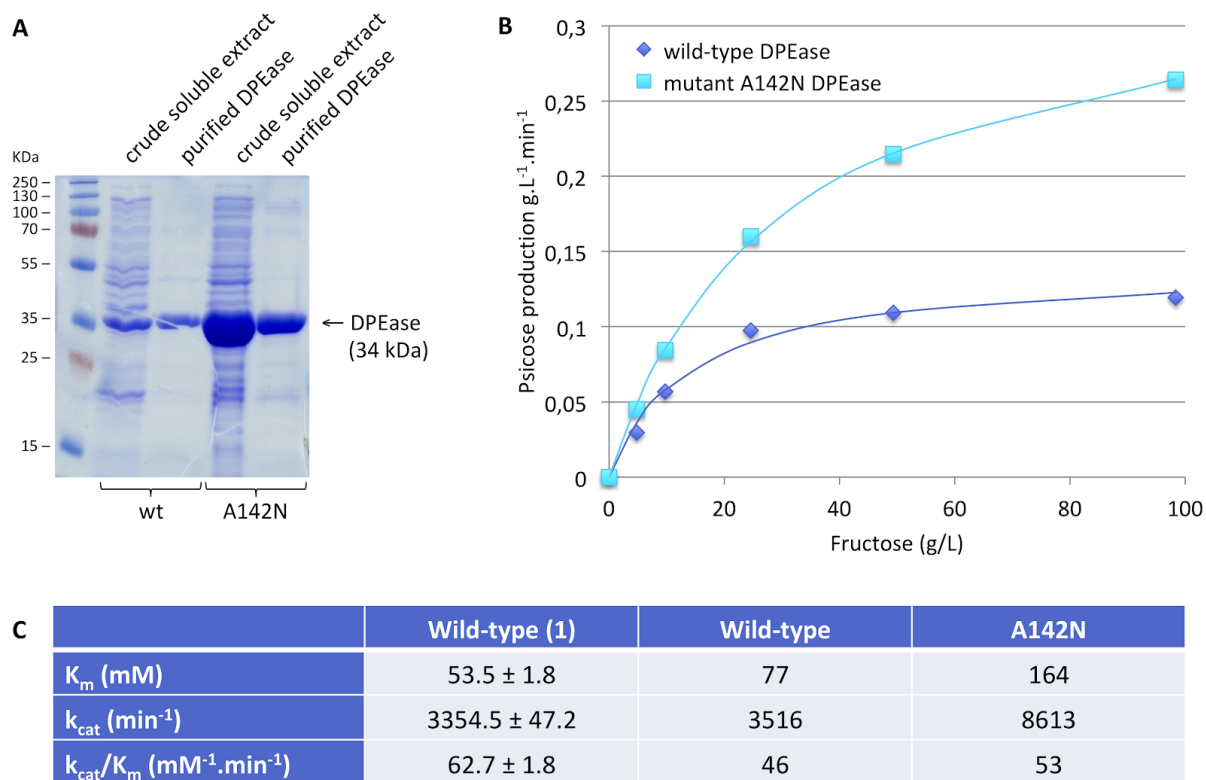 A
crude soluble extract
purified DPEase
crude soluble extract
purified DPEase
KDa
250 –
130 –
100 –
70 –
55 –
35 –
25 –
15 –
← DPEase
(34 kDa)
wt
A142N
B
0,3
0,25
0,2
0,15
0,1
0,05
0
wild-type DPEase
mutant A142N DPEase
Psicose production g.L⁻¹.min⁻¹
0 20 40 60 80 100
Fructose (g/L)
C
Wild-type (1) Wild-type A142N
Kₘ (mM) 53.5 ± 1.8 77 164
k_cat (min⁻¹) 3354.5 ± 47.2 3516 8613
k_cat/Kₘ (mM⁻¹.min⁻¹) 62.7 ± 1.8 46 53